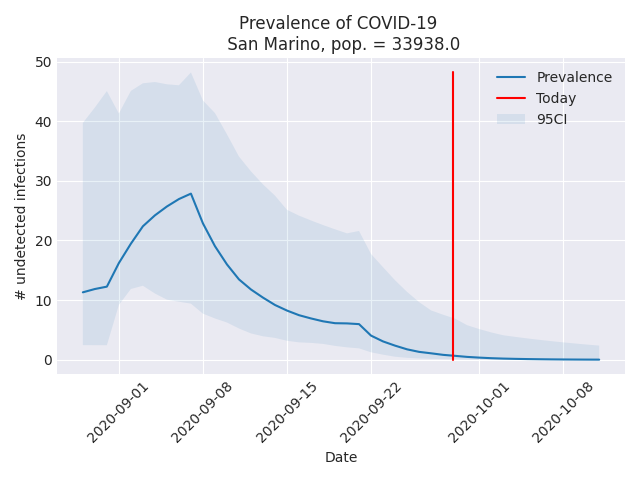 Prevalence of COVID-19
San Marino, pop. = 33938.0
Prevalence
Today
95CI
# undetected infections
50
40
30
20
10
0
2020-09-01
2020-09-08
2020-09-15
2020-09-22
2020-10-01
2020-10-08
Date